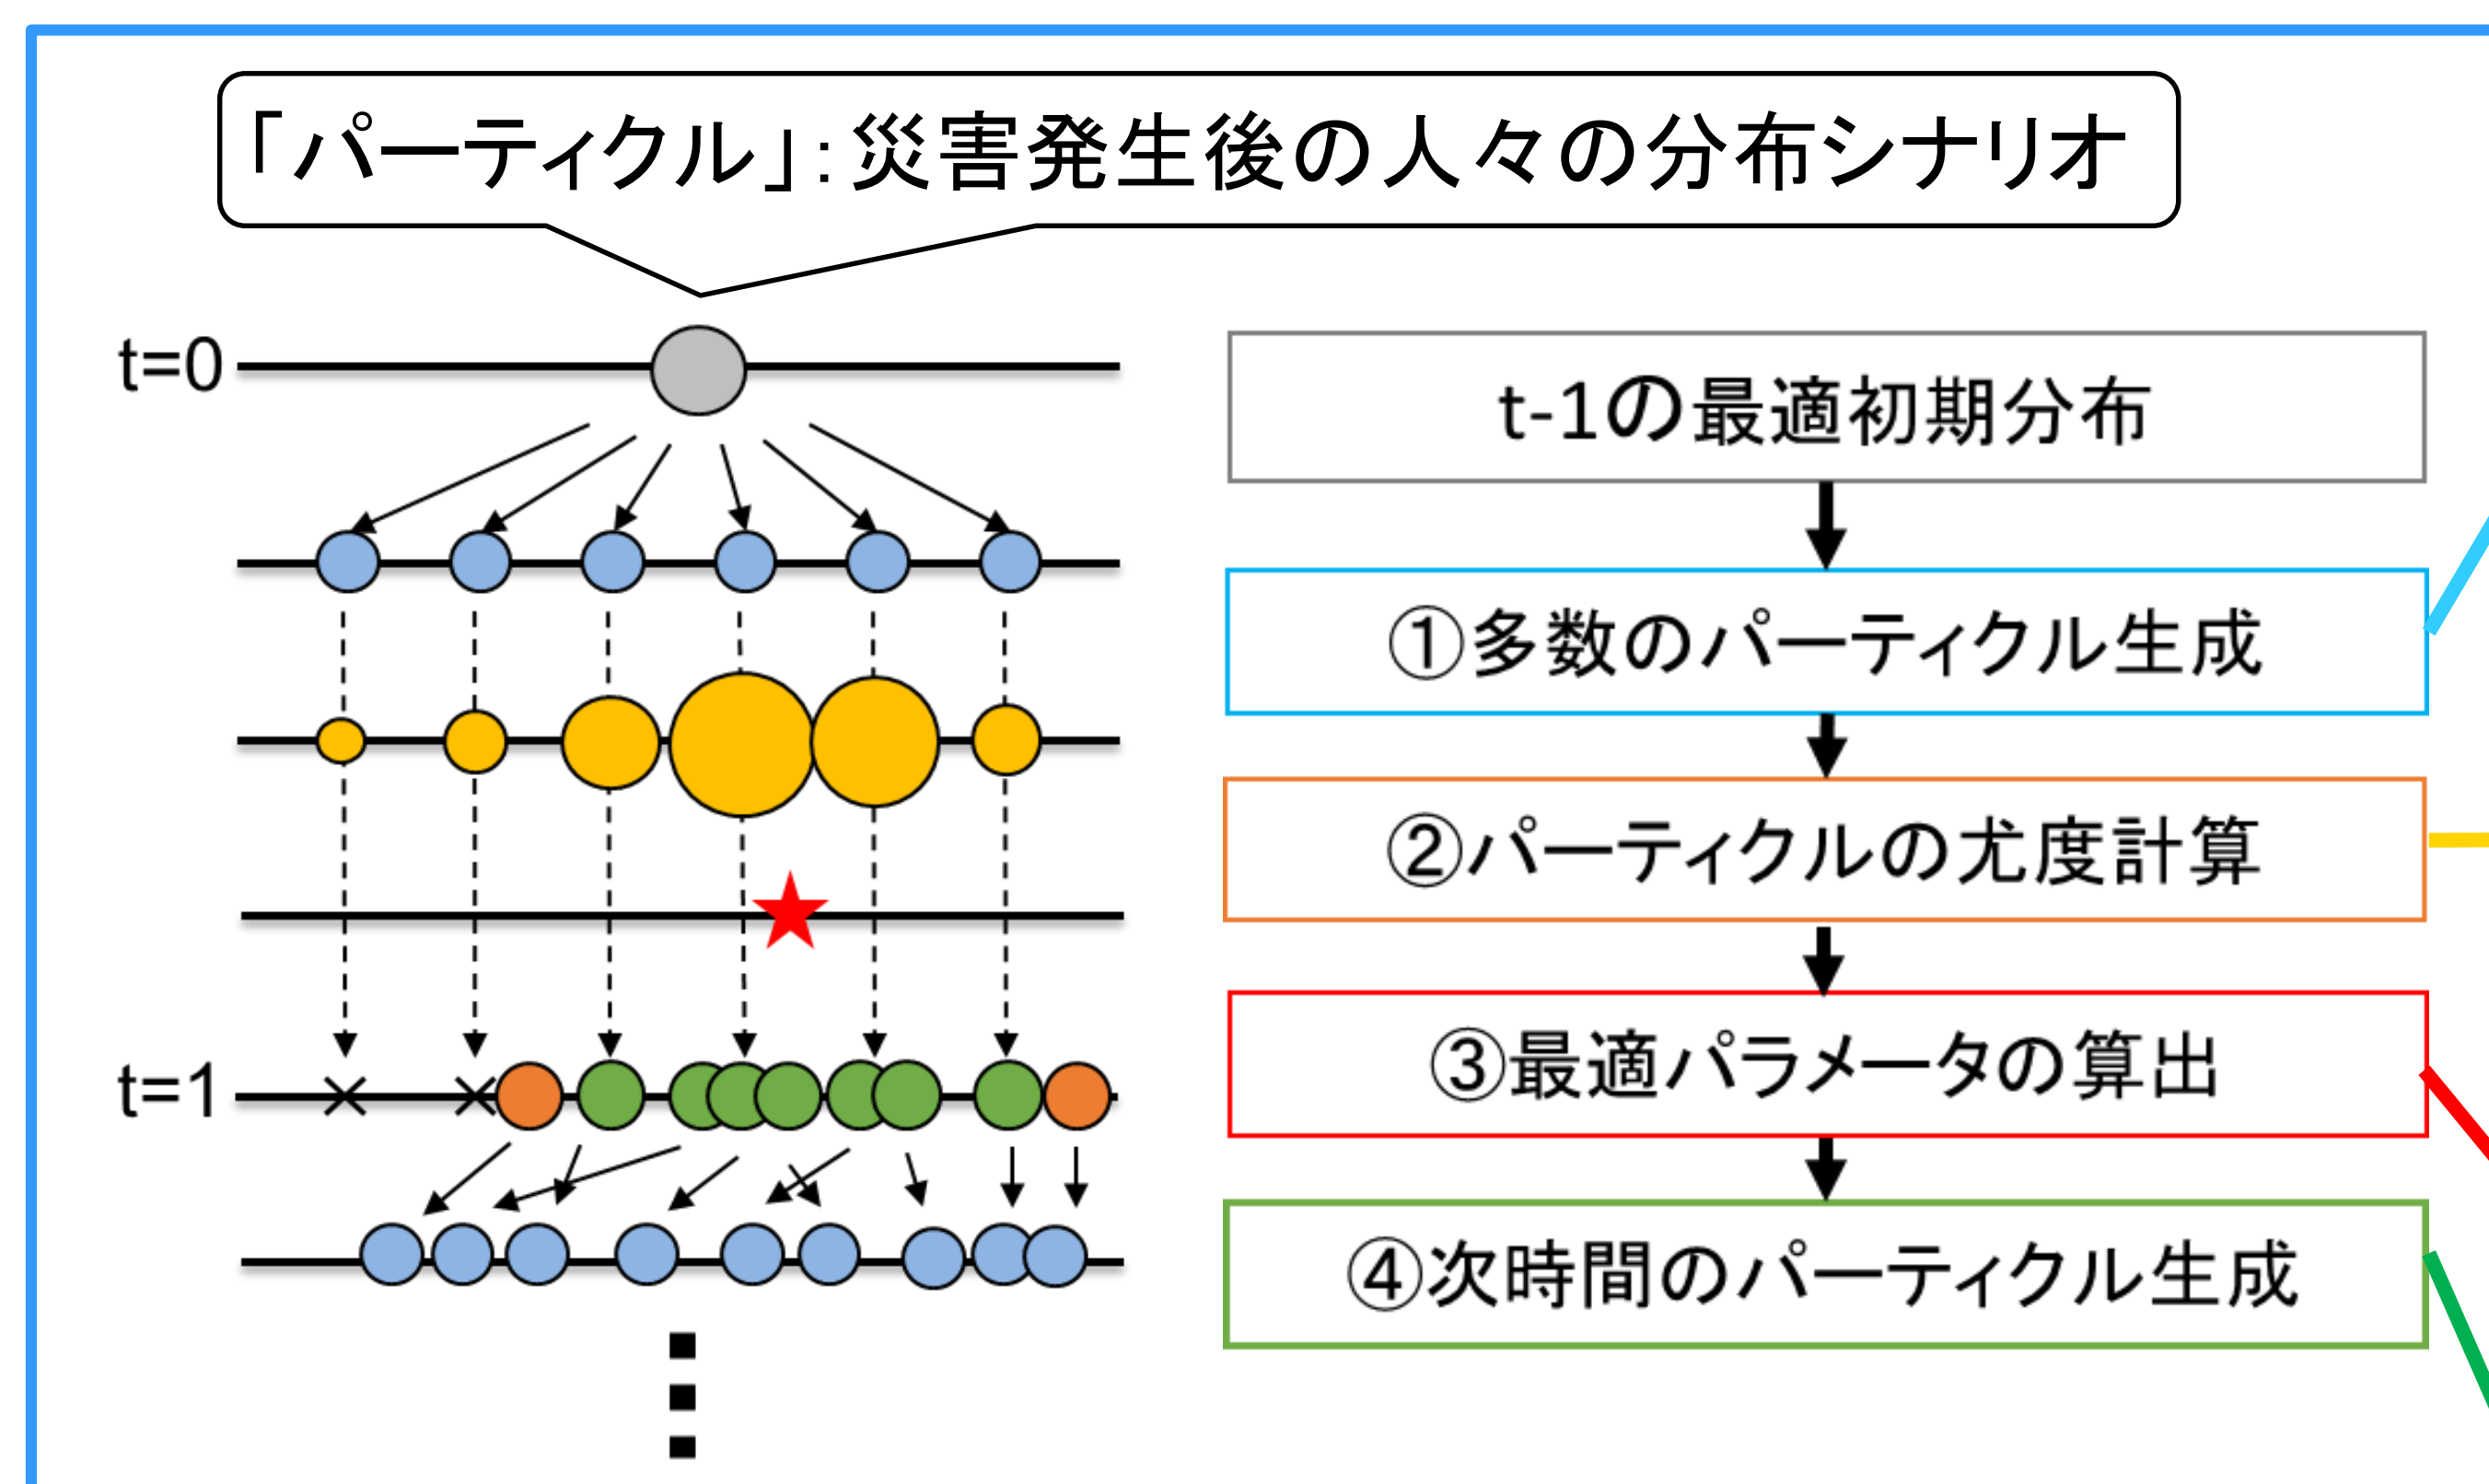 「パーティクル」：災害発生後の人々の分布シナリオ
t=0
t-1の最適初期分布
①多数のパーティクル生成
②パーティクルの尤度計算
③最適パラメータの算出
t=1
④次時間のパーティクル生成